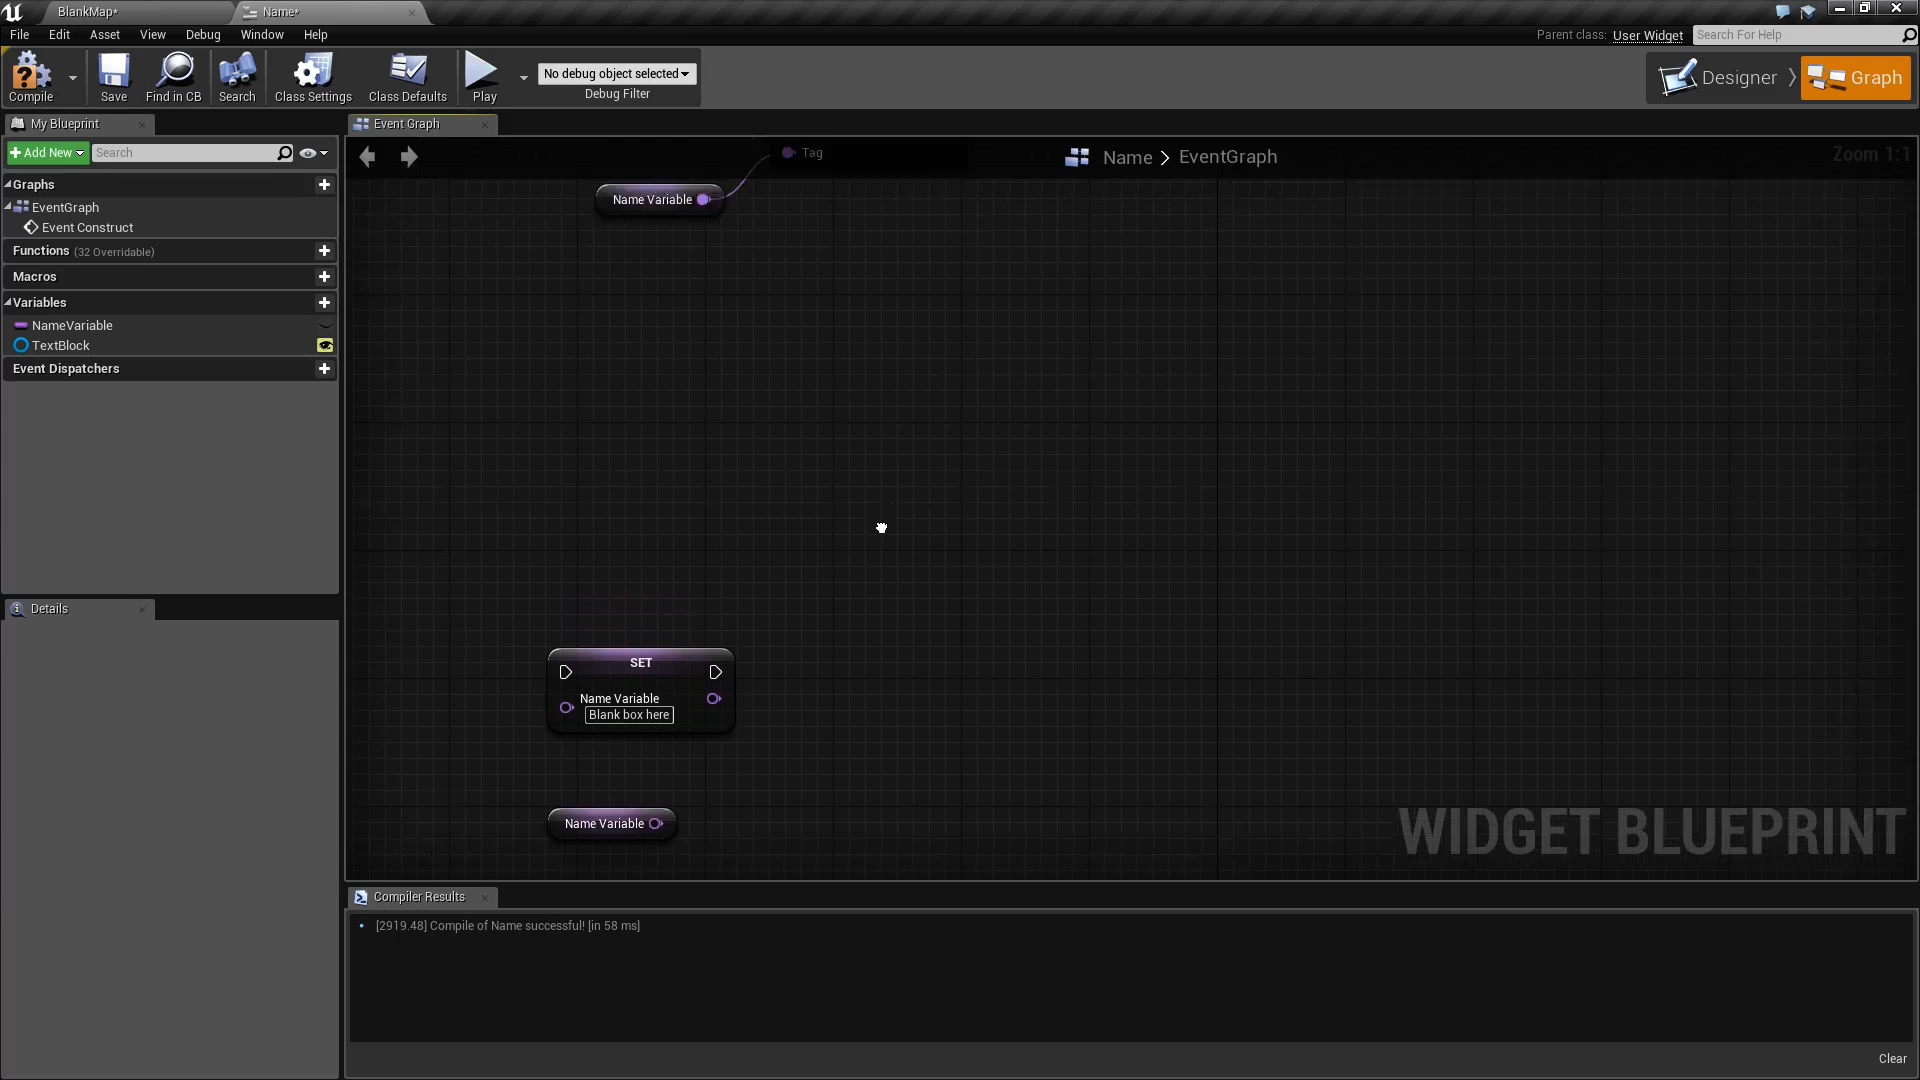 BlankMap*
Name*
File Edit Asset View Debug Window Help
Parent class: User Widget
Search For Help
Compile
Save
Find in CB
Search
Class Settings
Class Defaults
Play
No debug object selected
Debug Filter
Designer
Graph
My Blueprint
Add New
Search
Graphs
EventGraph
Event Construct
Functions (32 Overridable)
Macros
Variables
NameVariable
TextBlock
Event Dispatchers
Details
Event Graph
Name > EventGraph
Zoom 1:1
Tag
Name Variable
SET
Name Variable
Blank box here
Name Variable
WIDGET BLUEPRINT
Compiler Results
[2919.48] Compile of Name successful! [in 58 ms]
Clear